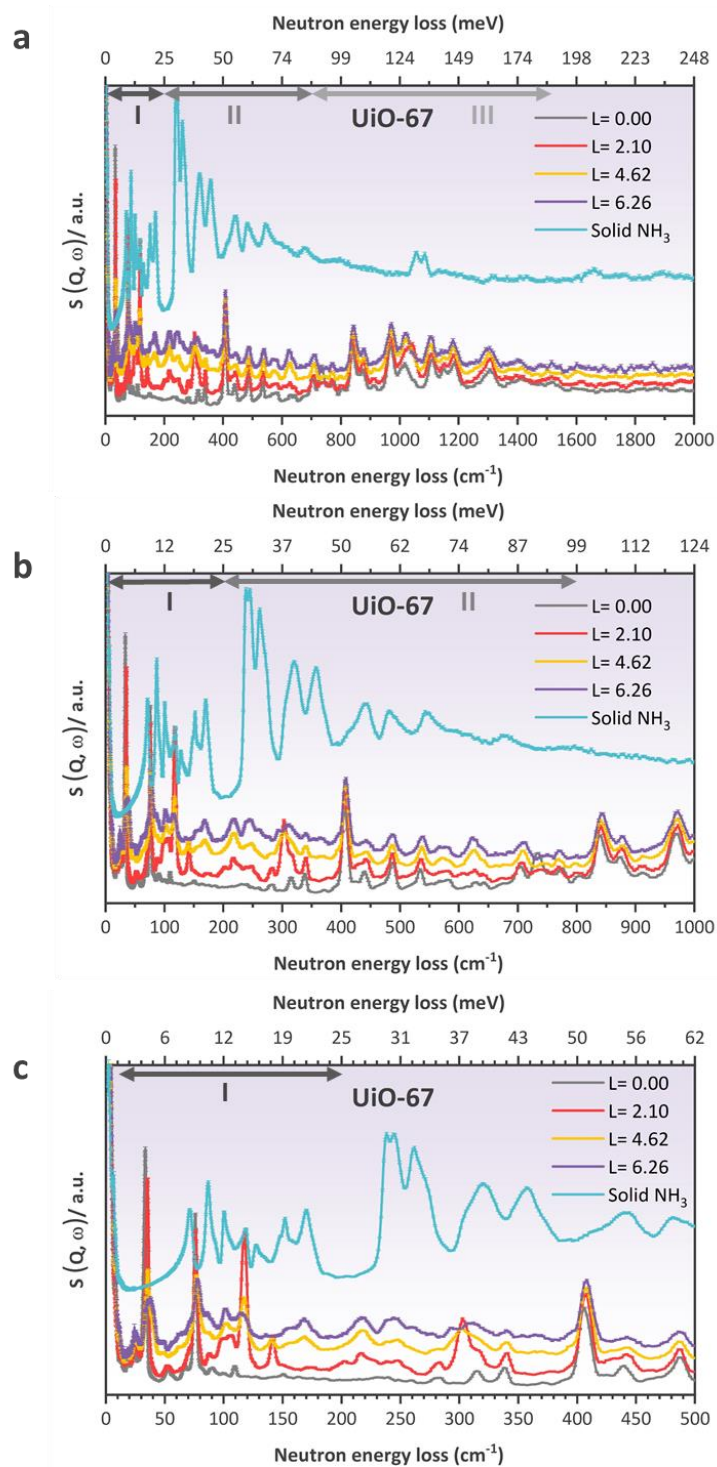 a
Neutron energy loss (meV)
0 25 50 74 99 124 149 174 198 223 248
I II III
UiO-67
L= 0.00
L= 2.10
L= 4.62
L= 6.26
Solid NH₃
S (Q, ω)/ a.u.
0 200 400 600 800 1000 1200 1400 1600 1800 2000
Neutron energy loss (cm⁻¹)
b
Neutron energy loss (meV)
0 12 25 37 50 62 74 87 99 112 124
I UiO-67 II
L= 0.00
L= 2.10
L= 4.62
L= 6.26
Solid NH₃
S (Q, ω)/ a.u.
0 100 200 300 400 500 600 700 800 900 1000
Neutron energy loss (cm⁻¹)
c
Neutron energy loss (meV)
0 6 12 19 25 31 37 43 50 56 62
I UiO-67
L= 0.00
L= 2.10
L= 4.62
L= 6.26
Solid NH₃
S (Q, ω)/ a.u.
0 50 100 150 200 250 300 350 400 450 500
Neutron energy loss (cm⁻¹)